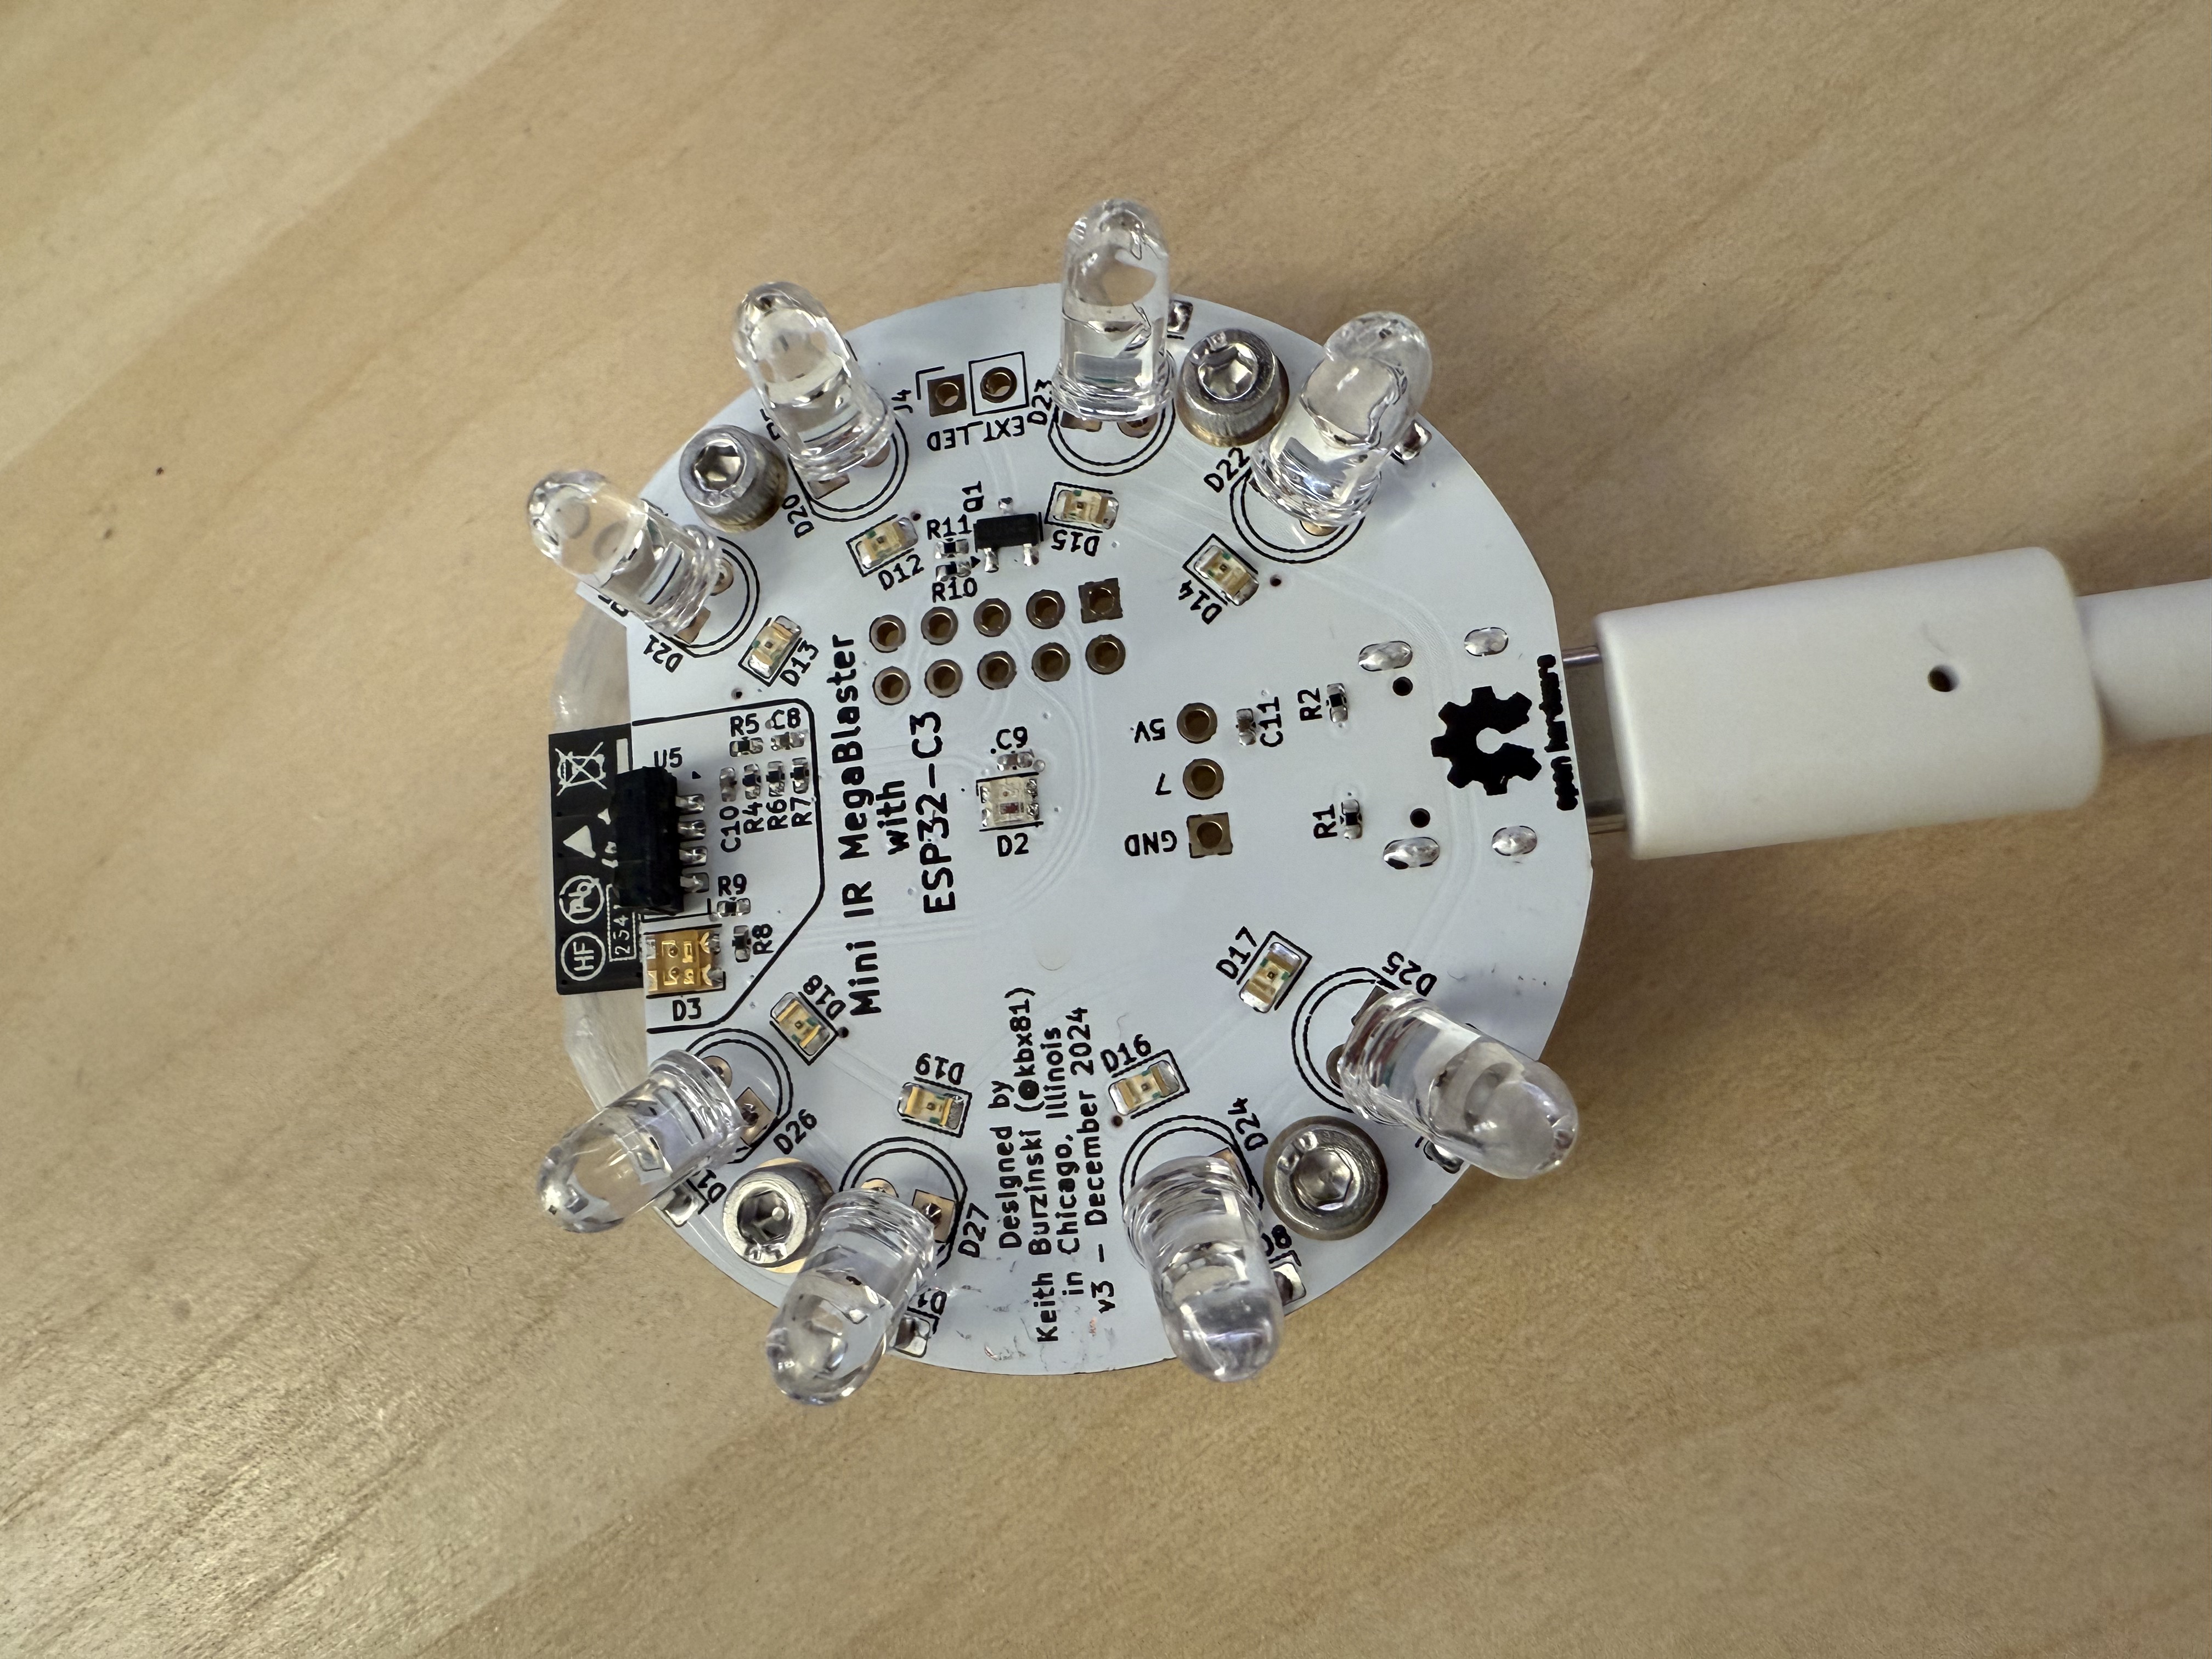 HF
Pb
D3
U5
R9
R8
C10
R4
R5
R6
C8
R7
D21
D13
D20
D26
D18
Mini IR MegaBlaster
with
ESP32-C3
D12
J4
D19
D27
R10
R11
Q1
EXT_LED
D2
C9
D23
Designed by
Keith Burzinski (@kbx81)
in Chicago, Illinois
v3 - December 2024
D15
D16
GND
7
5V
D14
D22
D24
D17
C11
R1
R2
D25
open hardware